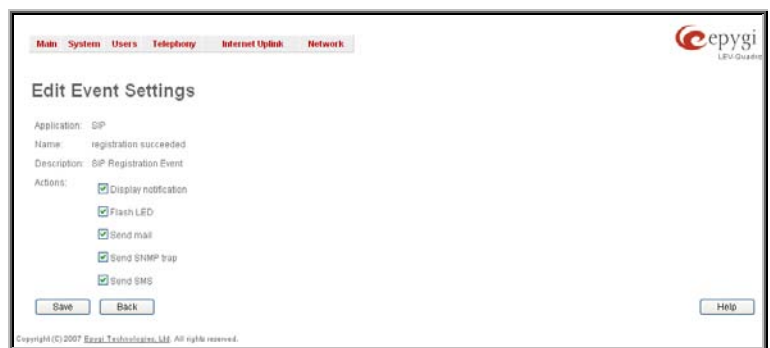 Main System Users Telephony Internet Uplink Network
epygi
LEV-Quadro
Edit Event Settings
Application: SIP
Name: registration succeeded
Description: SIP Registration Event
Actions:
Display notification
Flash LED
Send mail
Send SNMP trap
Send SMS
Save Back Help
Copyright (C) 2007 Epygi Technologies, Ltd. All rights reserved.